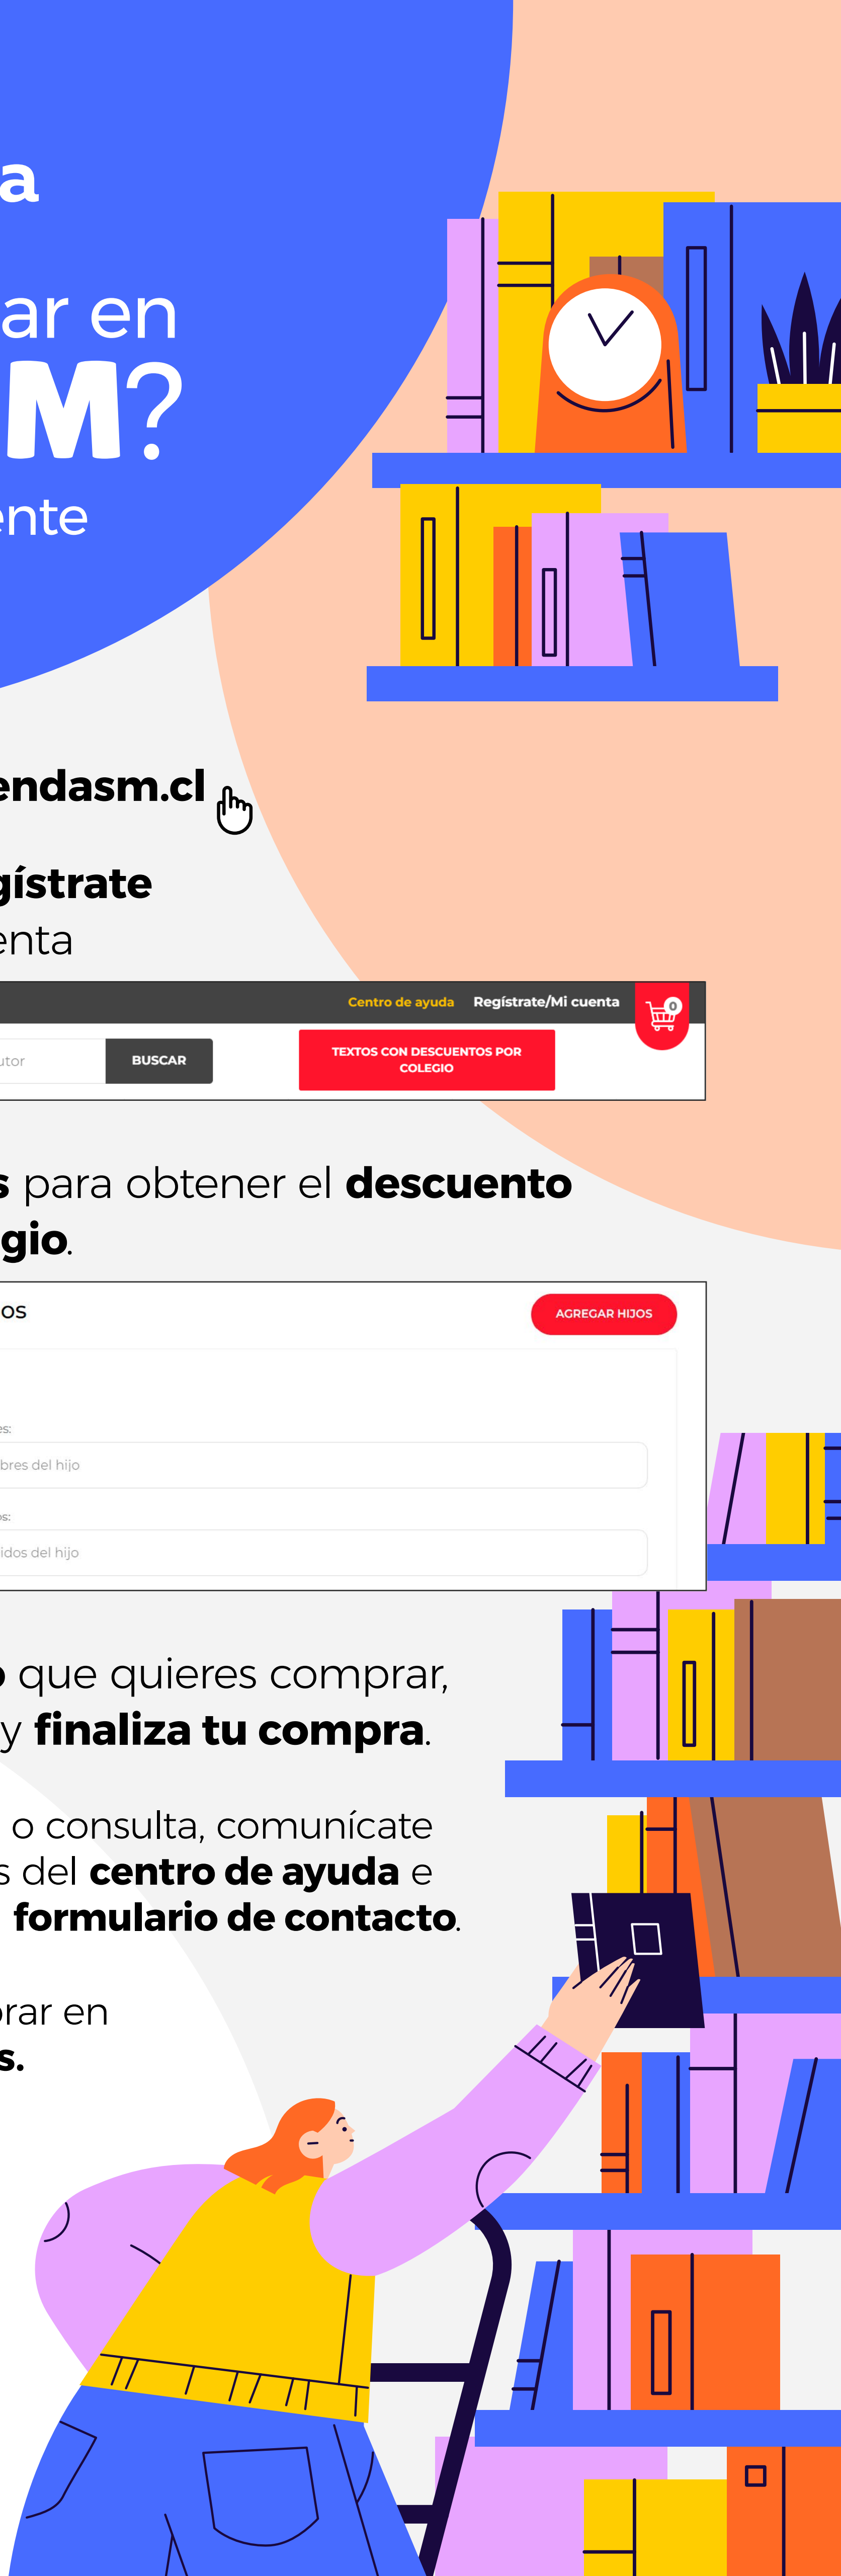 a
ar en
M?
ente
endasm.cl
gístrate
enta
Centro de ayuda Regístrate/Mi cuenta 0
utor BUSCAR TEXTOS CON DESCUENTOS POR
COLEGIO
s para obtener el descuento
gio.
os AGREGAR HIJOS
es:
bres del hijo
os:
idos del hijo
o que quieres comprar,
y finaliza tu compra.
o consulta, comunícate
s del centro de ayuda e
formulario de contacto.
rar en
s.